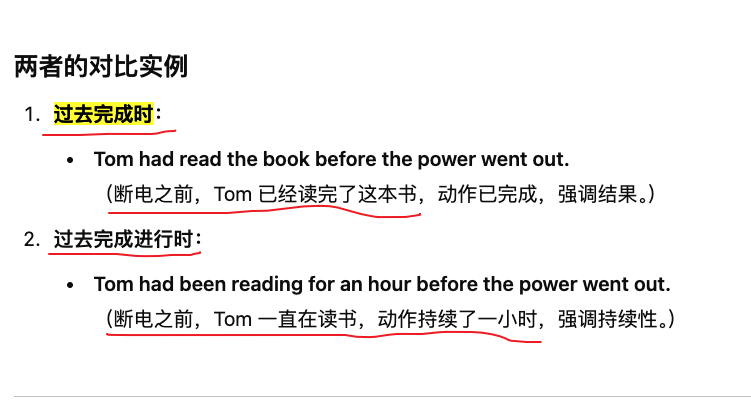 两者的对比实例
1. 过去完成时：
• Tom had read the book before the power went out.
（断电之前，Tom 已经读完了这本书，动作已完成，强调结果。）
2. 过去完成进行时：
• Tom had been reading for an hour before the power went out.
（断电之前，Tom 一直在读书，动作持续了一小时，强调持续性。）